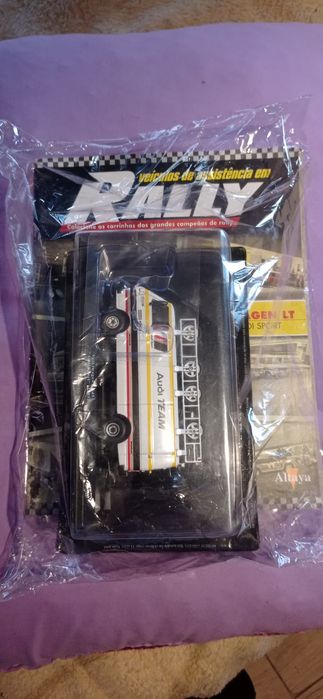 veículos de assistência em
RALLY
Colecione os carrinhos dos grandes campeões de rally
GEN LT
DI SPORT
Audi TEAM
Altaya